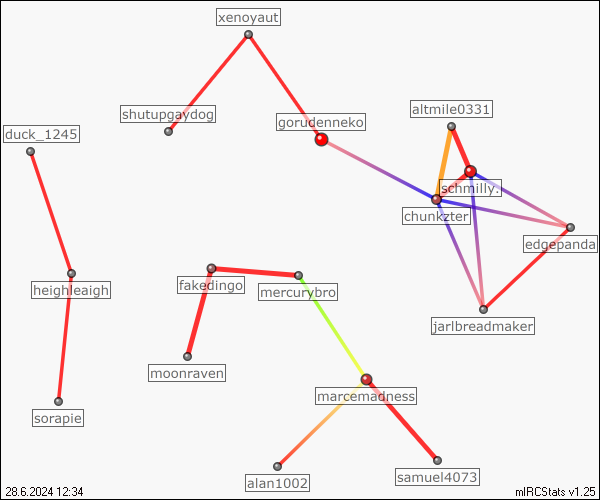 xenoyaut
shutupgaydog
gorudenneko
altmile0331
duck_1245
schmilly.
chunkzter
edgepanda
heighleaigh
fakedingo
mercurybro
jarlbreadmaker
moonraven
marcemadness
sorapie
alan1002
samuel4073
28.6.2024 12:34
mIRCStats v1.25